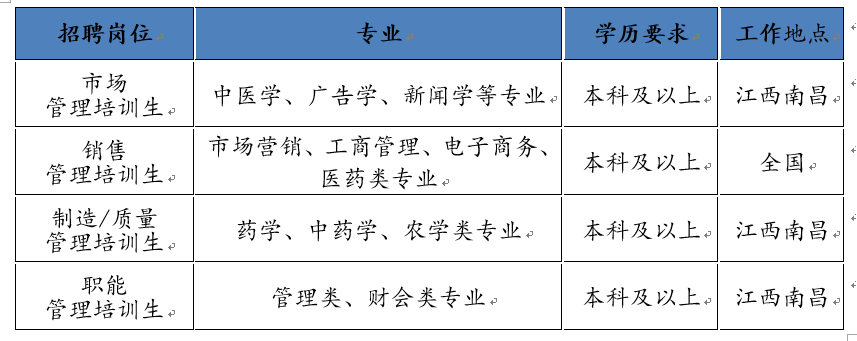 招聘岗位 专业 学历要求 工作地点
市场
管理培训生 中医学、广告学、新闻学等专业 本科及以上 江西南昌
销售
管理培训生 市场营销、工商管理、电子商务、
医药类专业 本科及以上 全国
制造/质量
管理培训生 药学、中药学、农学类专业 本科及以上 江西南昌
职能
管理培训生 管理类、财会类专业 本科及以上 江西南昌